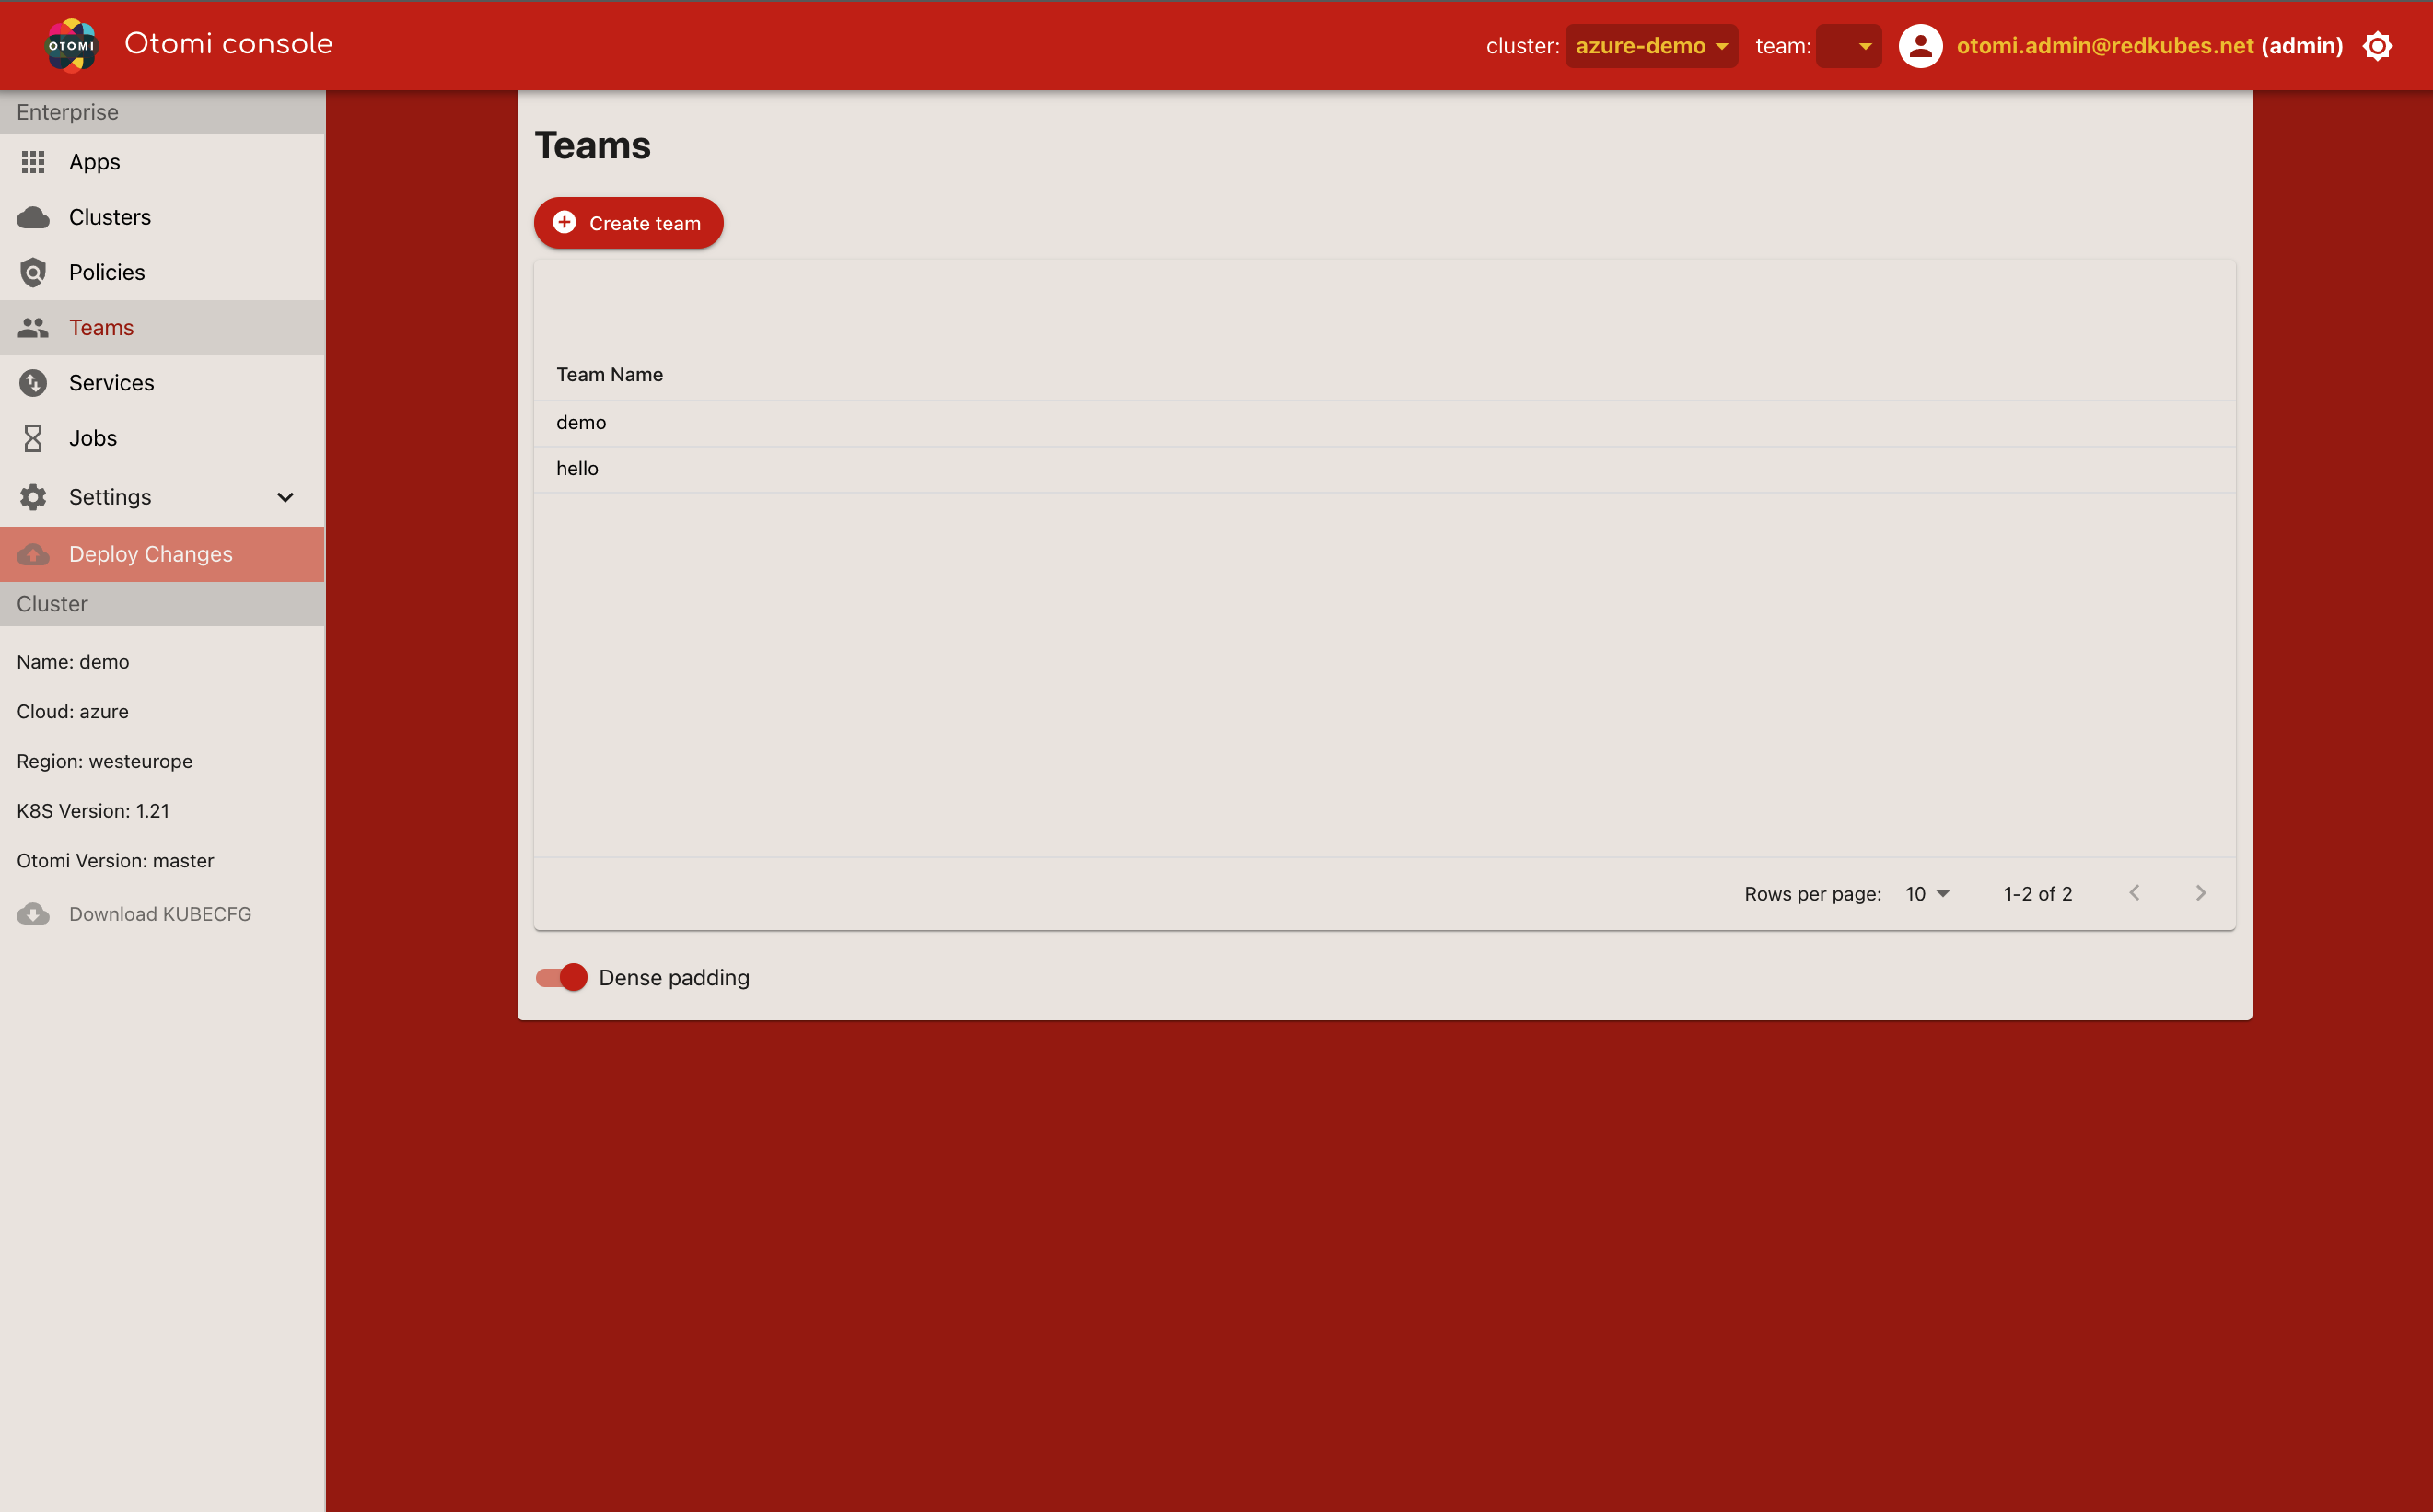 OTOMI
Otomi console
cluster: azure-demo
team:
otomi.admin@redkubes.net (admin)
Enterprise
Apps
Clusters
Policies
Teams
Services
Jobs
Settings
Deploy Changes
Cluster
Name: demo
Cloud: azure
Region: westeurope
K8S Version: 1.21
Otomi Version: master
Download KUBECFG
Teams
Create team
Team Name
demo
hello
Rows per page: 10
1-2 of 2
Dense padding